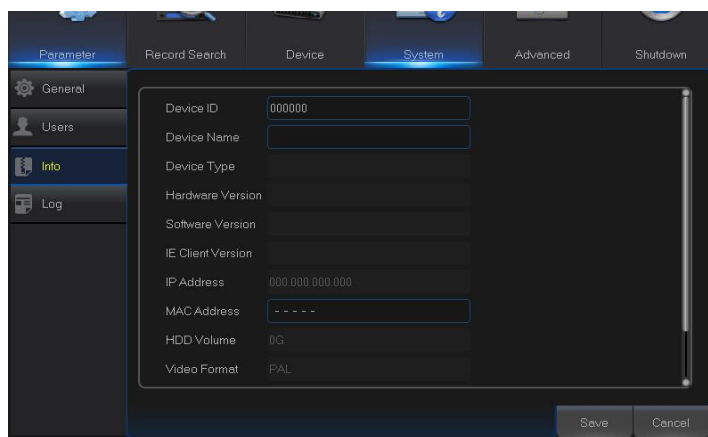 Parameter Record Search Device System Advanced Shutdown
General
Users
Info
Log
Device ID 000000
Device Name
Device Type
Hardware Version
Software Version
IE Client Version
IP Address 000.000.000.000
MAC Address - - - - -
HDD Volume 0G
Video Format PAL
Save Cancel